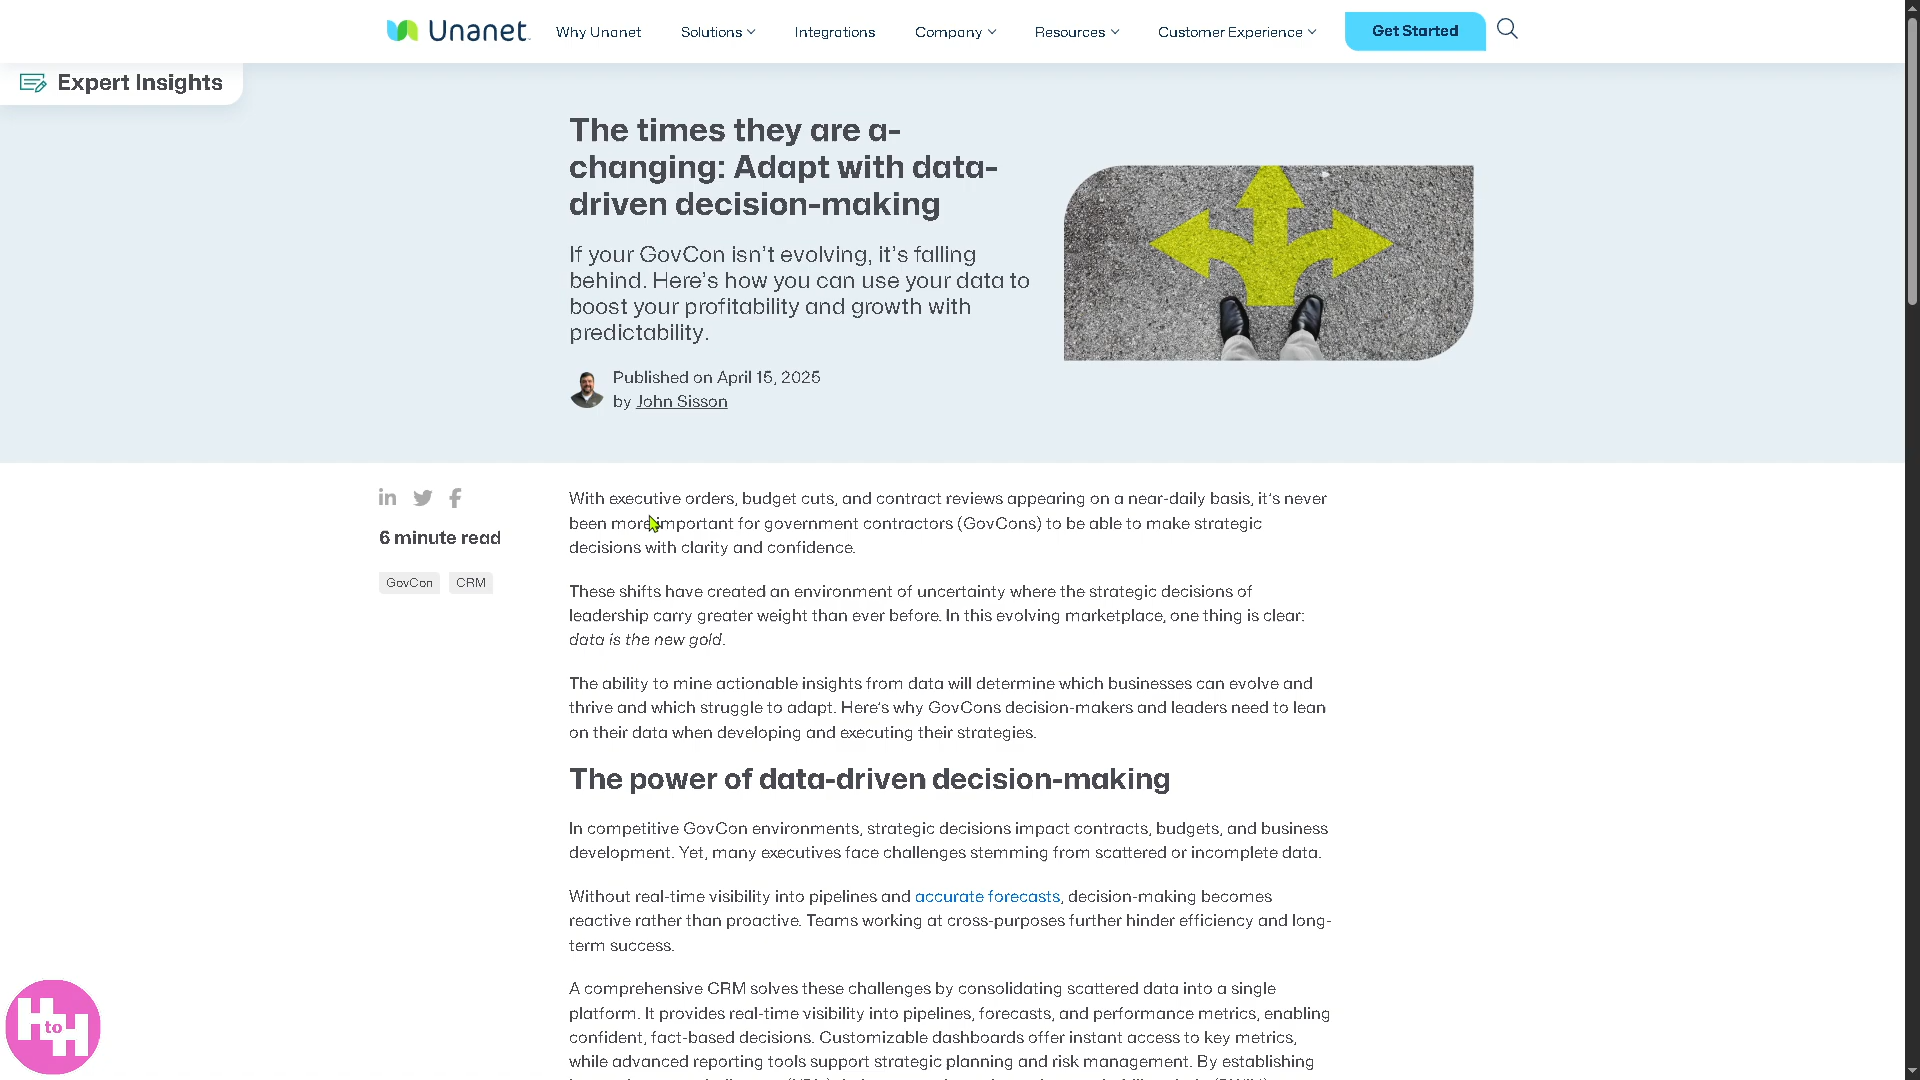 Unanet
Why Unanet
Solutions
Integrations
Company
Resources
Customer Experience
Get Started
Expert Insights
The times they are a-
changing: Adapt with data-
driven decision-making
If your GovCon isn't evolving, it's falling
behind. Here's how you can use your data to
boost your profitability and growth with
predictability.
Published on April 15, 2025
by John Sisson
6 minute read
GovCon CRM
With executive orders, budget cuts, and contract reviews appearing on a near-daily basis, it's never
been more important for government contractors (GovCons) to be able to make strategic
decisions with clarity and confidence.
These shifts have created an environment of uncertainty where the strategic decisions of
leadership carry greater weight than ever before. In this evolving marketplace, one thing is clear:
data is the new gold.
The ability to mine actionable insights from data will determine which businesses can evolve and
thrive and which struggle to adapt. Here's why GovCons decision-makers and leaders need to lean
on their data when developing and executing their strategies.
The power of data-driven decision-making
In competitive GovCon environments, strategic decisions impact contracts, budgets, and business
development. Yet, many executives face challenges stemming from scattered or incomplete data.
Without real-time visibility into pipelines and accurate forecasts, decision-making becomes
reactive rather than proactive. Teams working at cross-purposes further hinder efficiency and long-
term success.
A comprehensive CRM solves these challenges by consolidating scattered data into a single
platform. It provides real-time visibility into pipelines, forecasts, and performance metrics, enabling
confident, fact-based decisions. Customizable dashboards offer instant access to key metrics,
while advanced reporting tools support strategic planning and risk management. By establishing
H to H